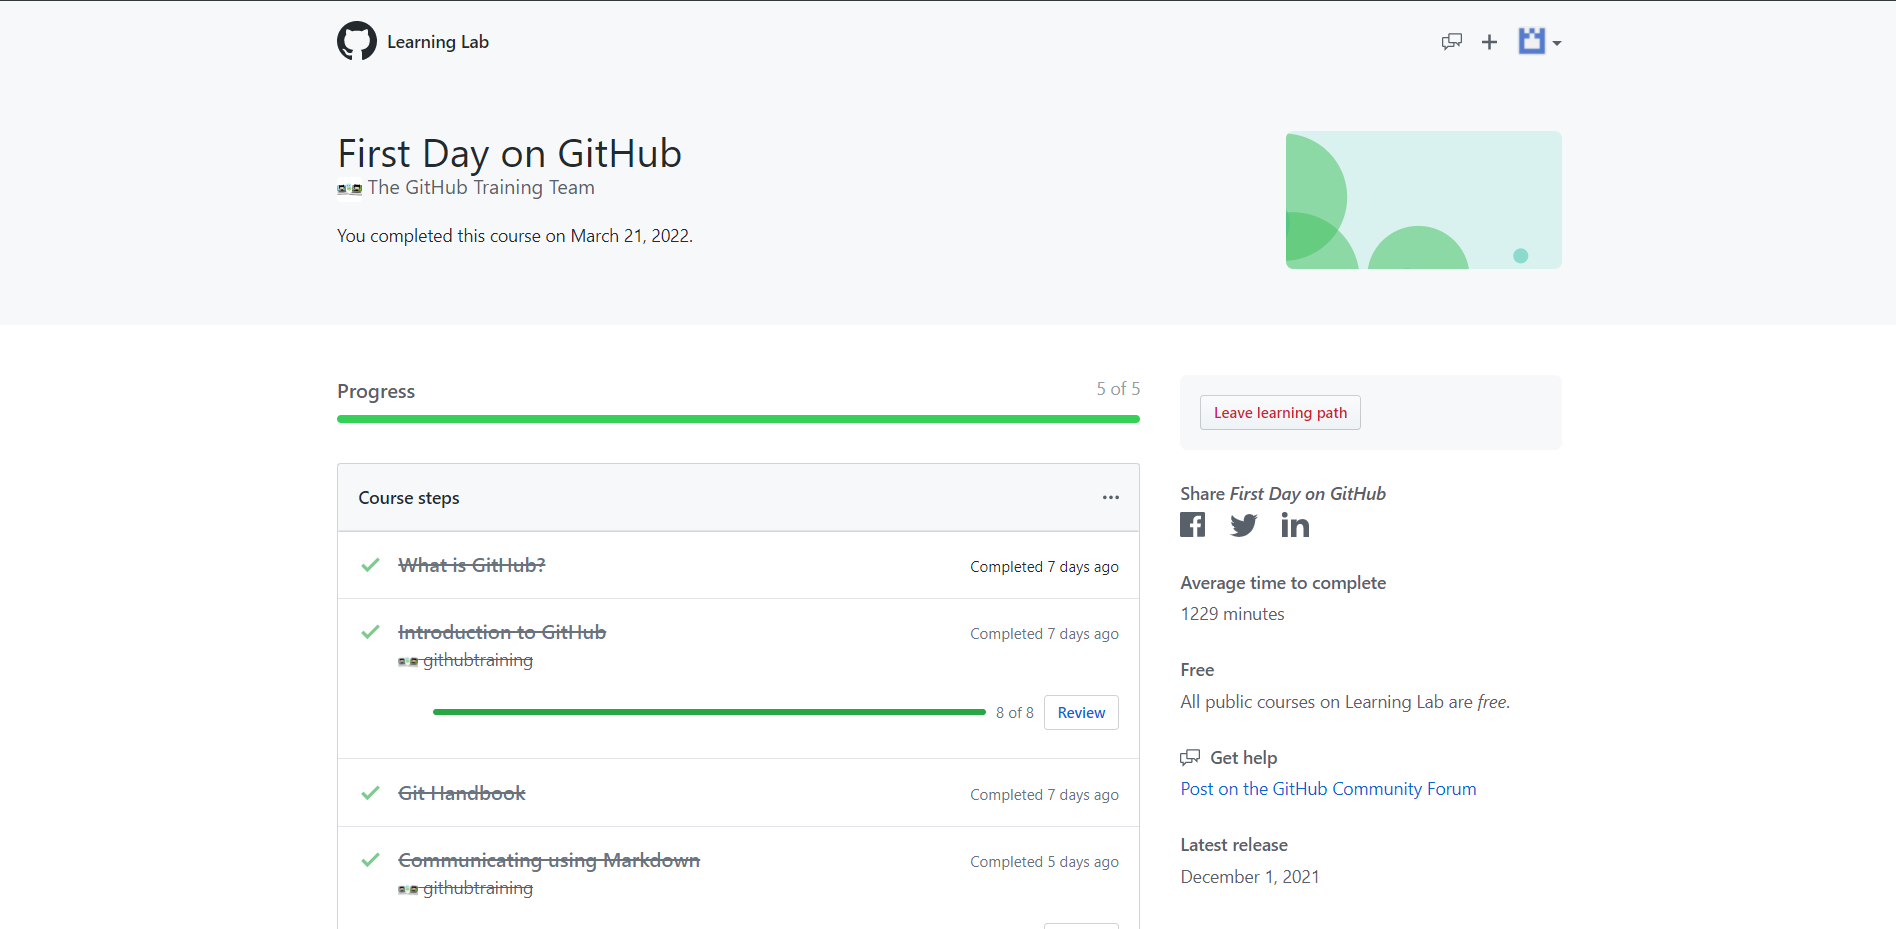 Learning Lab
First Day on GitHub
The GitHub Training Team
You completed this course on March 21, 2022.
Progress
5 of 5
Course steps
What is GitHub?
Completed 7 days ago
Introduction to GitHub
Completed 7 days ago
githubtraining
8 of 8
Review
Git Handbook
Completed 7 days ago
Communicating using Markdown
Completed 5 days ago
githubtraining
Leave learning path
Share First Day on GitHub
Average time to complete
1229 minutes
Free
All public courses on Learning Lab are free.
Get help
Post on the GitHub Community Forum
Latest release
December 1, 2021